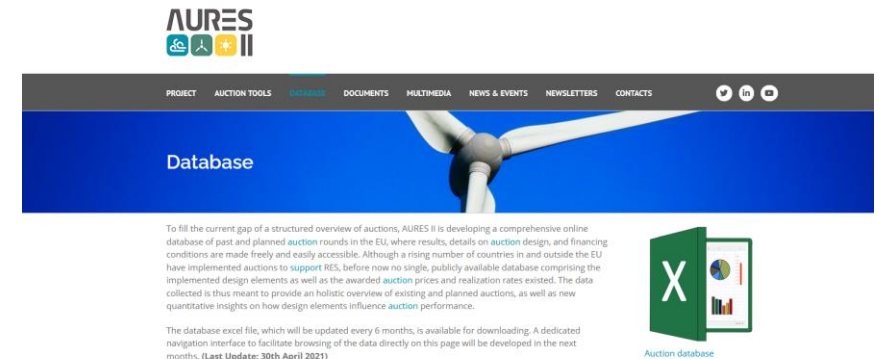 AURES
II
PROJECT AUCTION TOOLS DATABASE DOCUMENTS MULTIMEDIA NEWS & EVENTS NEWSLETTERS CONTACTS
Database
To fill the current gap of a structured overview of auctions, AURES II is developing a comprehensive online
database of past and planned auction rounds in the EU, where results, details on auction design, and financing
conditions are made freely and easily accessible. Although a rising number of countries in and outside the EU
have implemented auctions to support RES, before now no single, publicly available database comprising the
implemented design elements as well as the awarded auction prices and realization rates existed. The data
collected is thus meant to provide an holistic overview of existing and planned auctions, as well as new
quantitative insights on how design elements influence auction performance.
The database excel file, which will be updated every 6 months, is available for downloading. A dedicated
navigation interface to facilitate browsing of the data directly on this page will be developed in the next
months. (Last Update: 30th April 2021)
X
Auction database